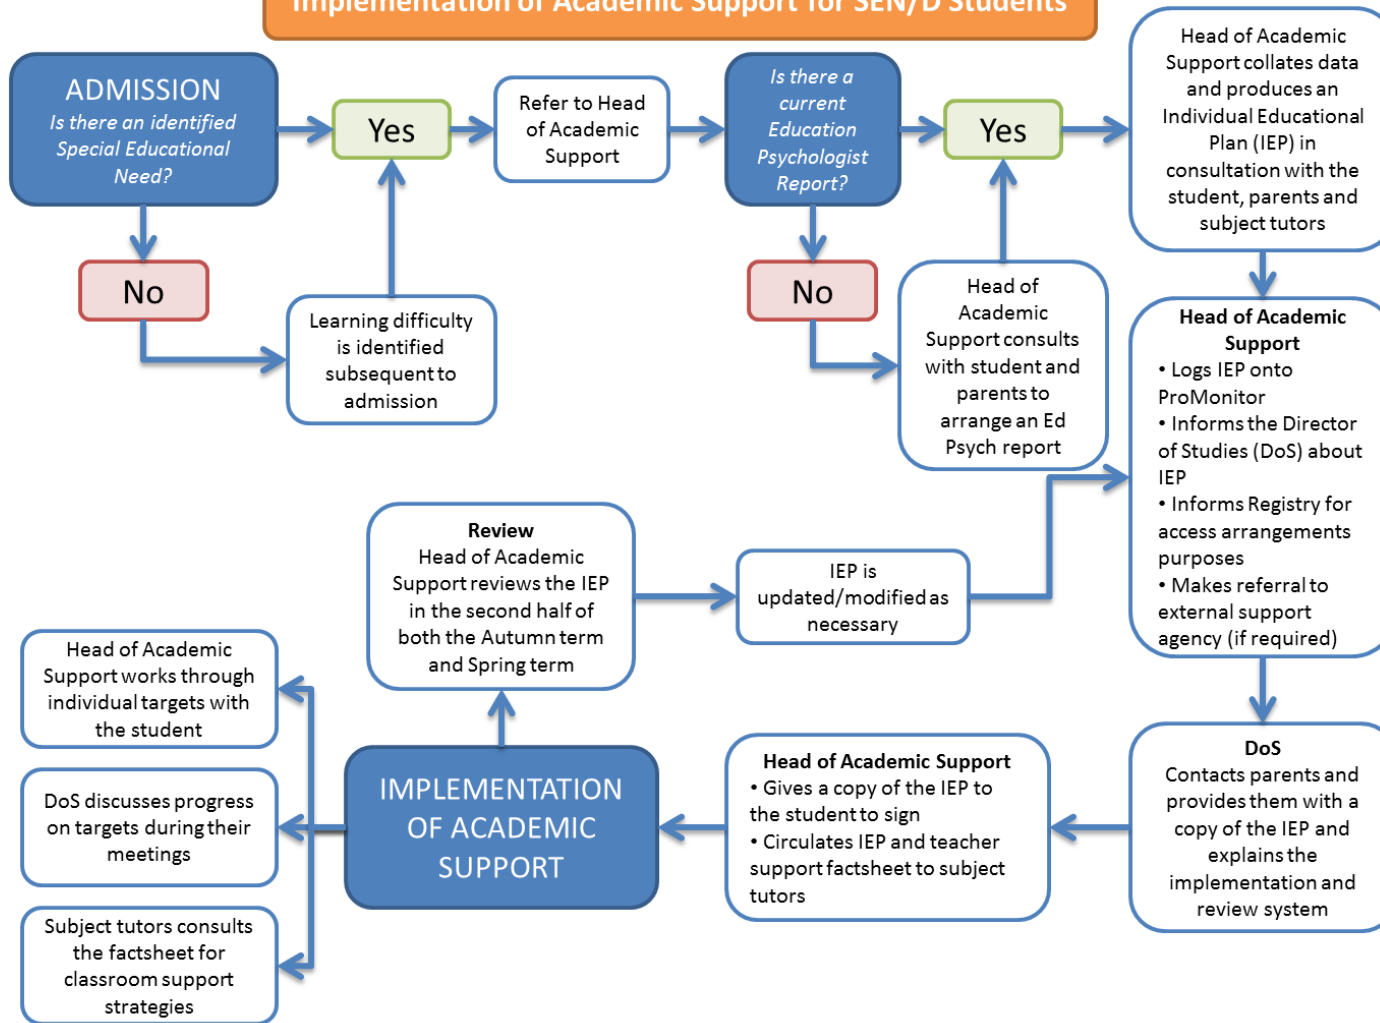 Implementation of Academic Support for SEN/D Students
ADMISSION
Is there an identified
Special Educational
Need?
Yes
Refer to Head
of Academic
Support
Is there a
current
Education
Psychologist
Report?
Yes
Head of Academic
Support collates data
and produces an
Individual Educational
Plan (IEP) in
consultation with the
student, parents and
subject tutors
No
Learning difficulty
is identified
subsequent to
admission
No
Head of
Academic
Support consults
with student and
parents to
arrange an Ed
Psych report
Head of Academic
Support
• Logs IEP onto
ProMonitor
• Informs the Director
of Studies (DoS) about
IEP
• Informs Registry for
access arrangements
purposes
• Makes referral to
external support
agency (if required)
Review
Head of Academic
Support reviews the IEP
in the second half of
both the Autumn term
and Spring term
IEP is
updated/modified as
necessary
Head of Academic
Support works through
individual targets with
the student
DoS discusses progress
on targets during their
meetings
Subject tutors consults
the factsheet for
classroom support
strategies
IMPLEMENTATION
OF ACADEMIC
SUPPORT
Head of Academic Support
• Gives a copy of the IEP to
the student to sign
• Circulates IEP and teacher
support factsheet to subject
tutors
DoS
Contacts parents and
provides them with a
copy of the IEP and
explains the
implementation and
review system